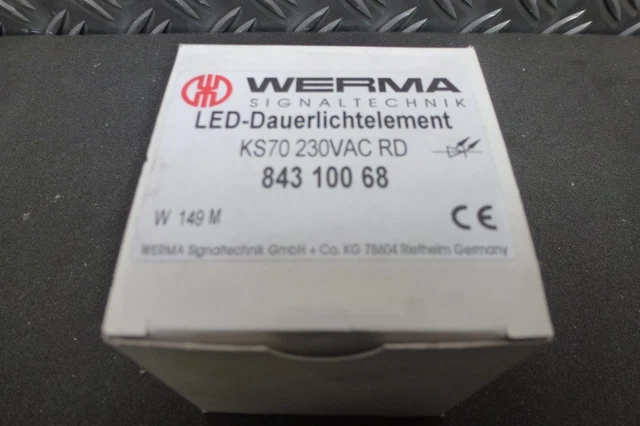 WERMA
SIGNALTECHNIK
LED-Dauerlichtelement
KS70 230VAC RD
843 100 68
W 149 M CE
WERMA Signaltechnik GmbH + Co. KG 78604 Rietheim Germany